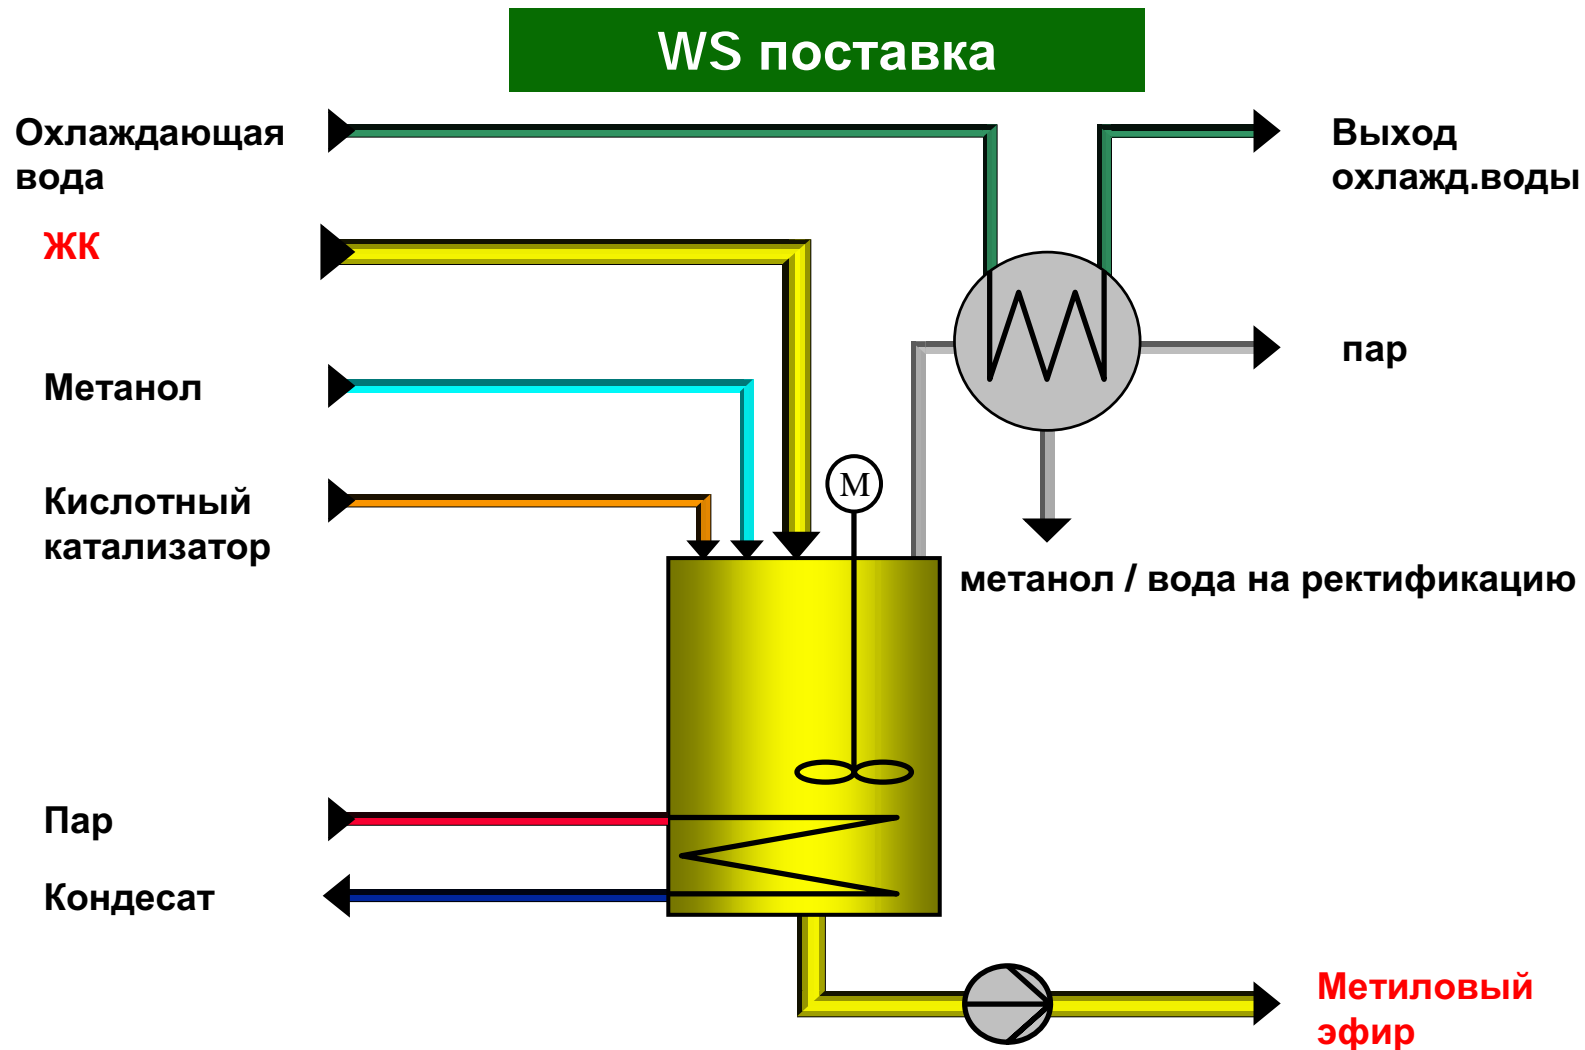 WS поставка
Охлаждающая
вода
Выход
охлажд.воды
ЖК
пар
Метанол
М
Кислотный
катализатор
метанол / вода на ректификацию
Пар
Кондесат
Метиловый
эфир